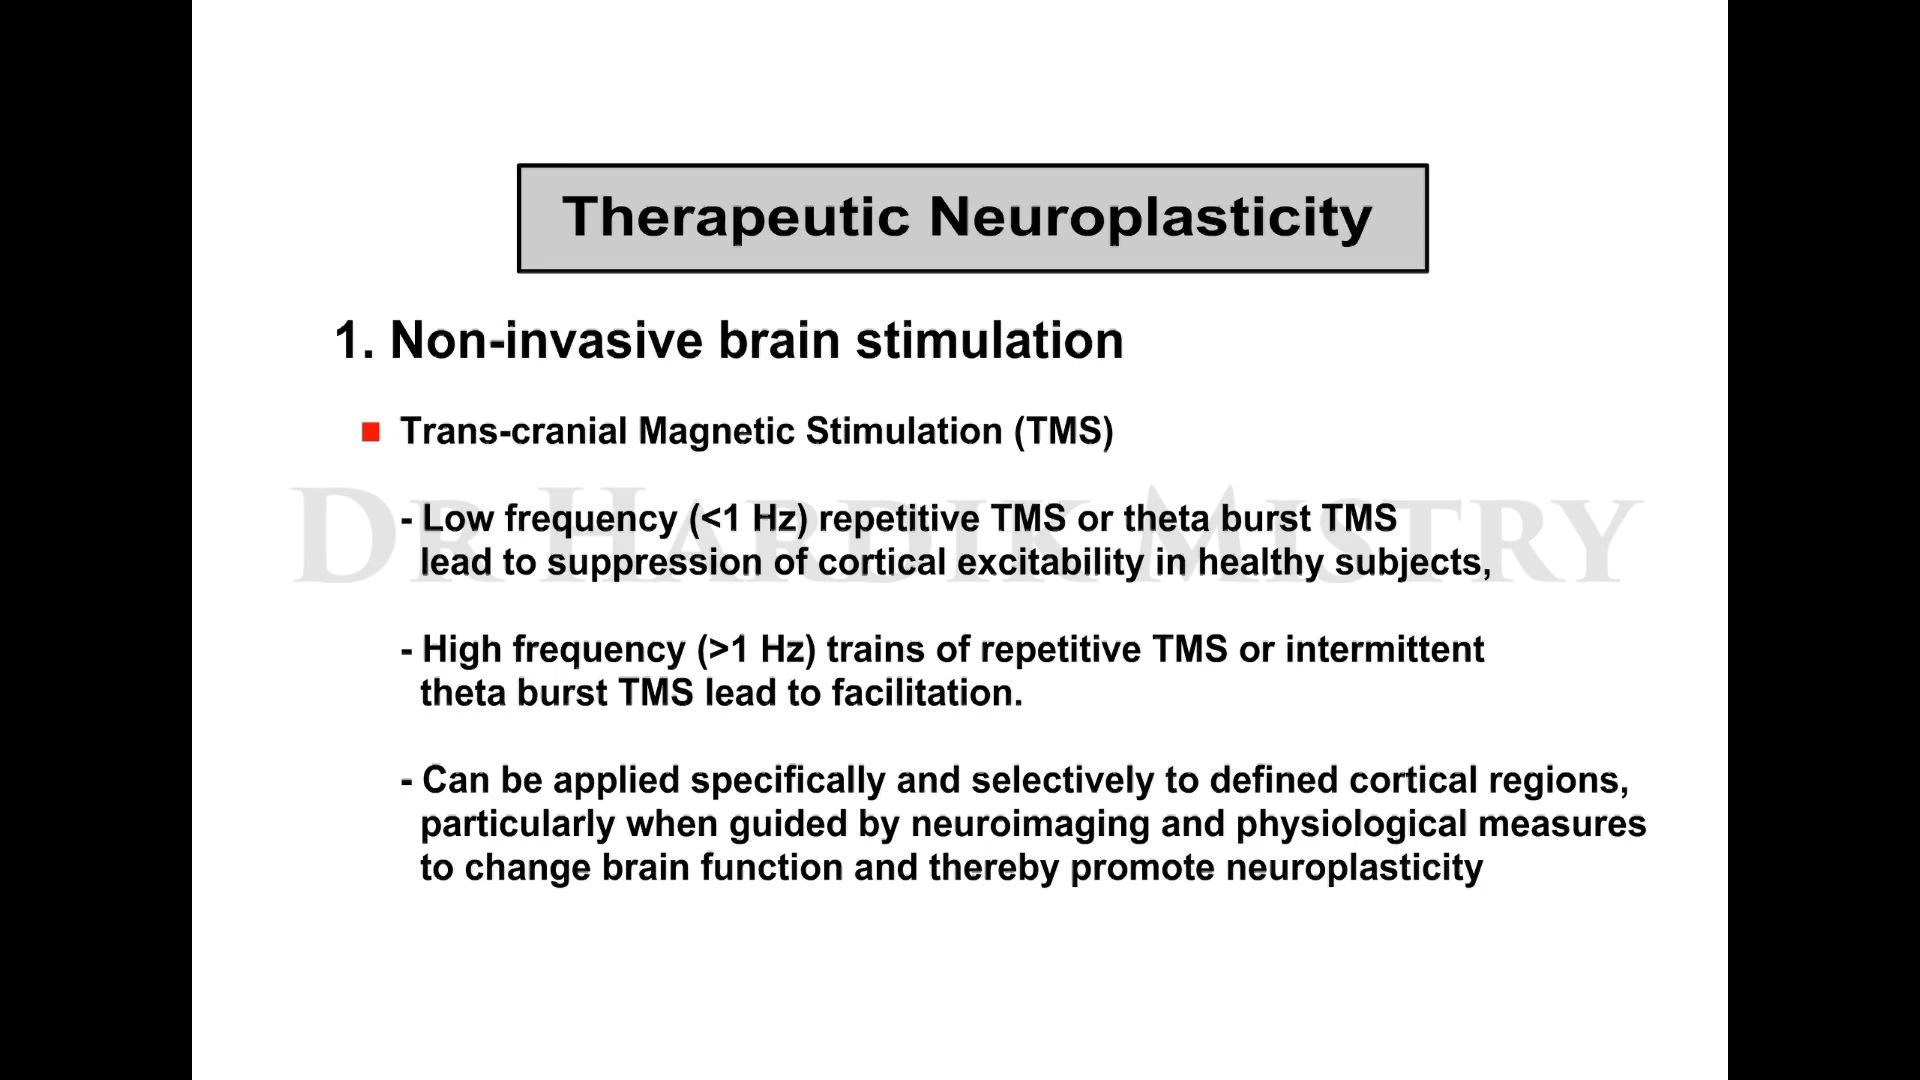 Therapeutic Neuroplasticity
1. Non-invasive brain stimulation
■ Trans-cranial Magnetic Stimulation (TMS)
DR HARDIK MISTRY
- Low frequency (<1 Hz) repetitive TMS or theta burst TMS
lead to suppression of cortical excitability in healthy subjects,
- High frequency (>1 Hz) trains of repetitive TMS or intermittent
theta burst TMS lead to facilitation.
- Can be applied specifically and selectively to defined cortical regions,
particularly when guided by neuroimaging and physiological measures
to change brain function and thereby promote neuroplasticity